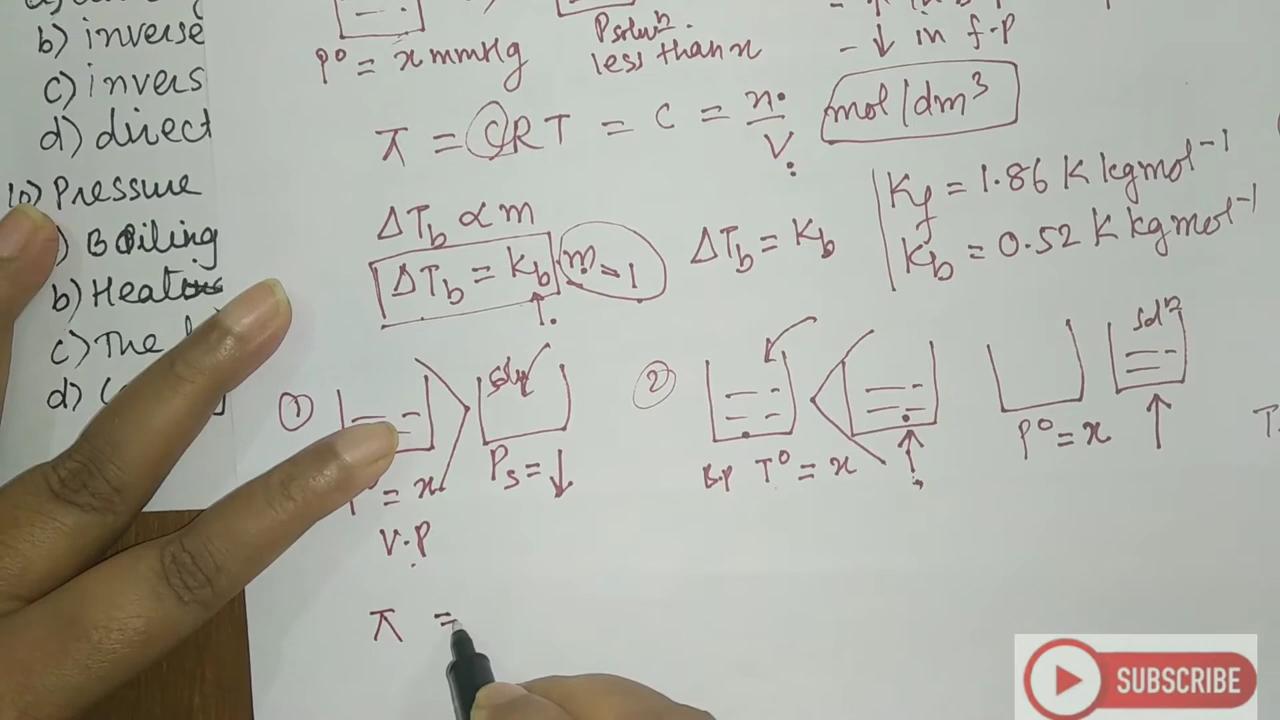 b) inverse
c) invers
d) direct
10) Pressure
) Boiling
b) Heat
c) The
d)
P° = x mmHg
Psolⁿ.
less than x
- ↓ in f.p
π = CRT = C = n/V
mol/dm³
ΔTb ∝ m
ΔTb = Kb m = 1
ΔTb = Kb
Kf = 1.86 K kg mol⁻¹
Kb = 0.52 K kg mol⁻¹
①
solⁿ
= x
V.P
Ps = ↓
②
B.P T° = x
↑
P° = x
solⁿ
↑
π =
SUBSCRIBE